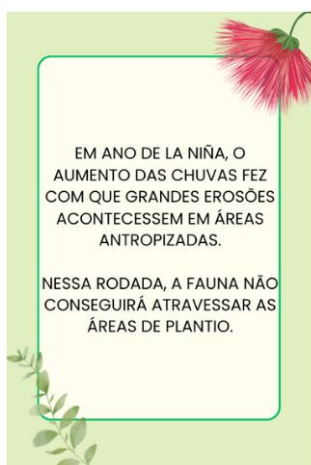 EM ANO DE LA NIÑA, O
AUMENTO DAS CHUVAS FEZ
COM QUE GRANDES EROSÕES
ACONTECESSEM EM ÁREAS
ANTROPIZADAS.
NESSA RODADA, A FAUNA NÃO
CONSEGUIRÁ ATRAVESSAR AS
ÁREAS DE PLANTIO.